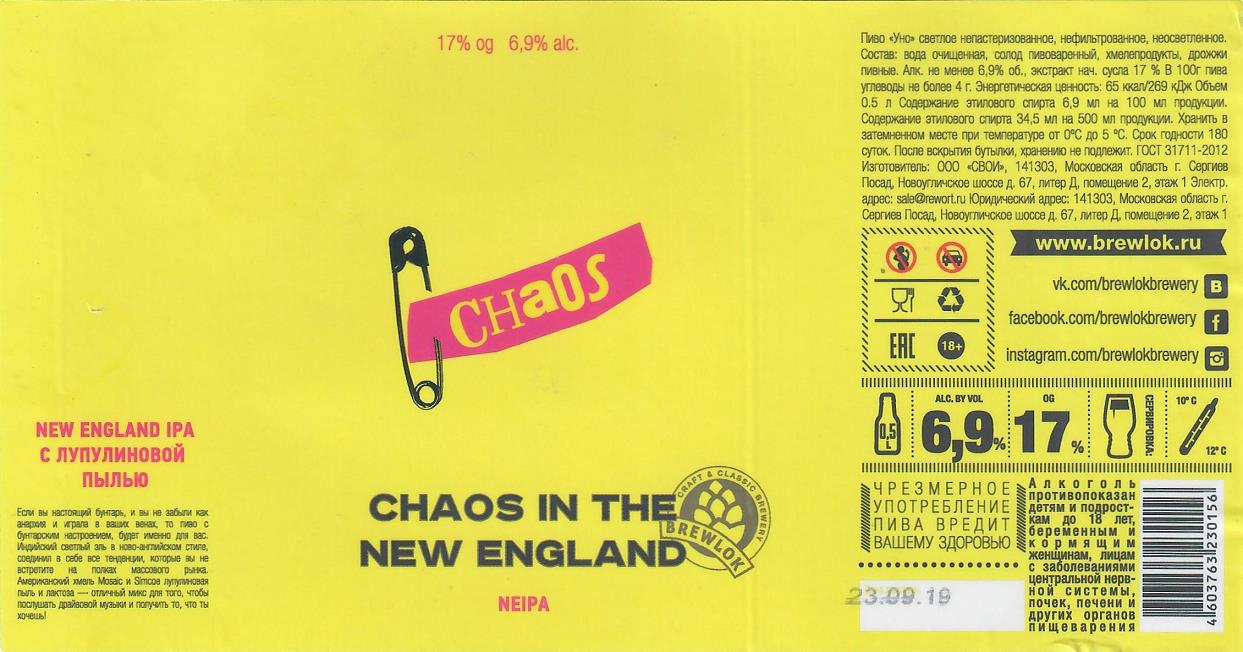 17% og 6,9% alc.
CHaOS
NEW ENGLAND IPA
С ЛУПУЛИНОВОЙ
ПЫЛЬЮ
Если вы настоящий бунтарь, и вы не забыли как
анархия и играла в ваших венах, то пиво с
бунтарским настроением, будет именно для вас.
Индийский светлый эль в ново-английском стиле,
соединил в себе все тенденции, которые вы не
встретите на полках массового рынка.
Американский хмель Mosaic и Simcoe лупулиновая
пыль и лактоза — отличный микс для того, чтобы
послушать драйвовой музыки и получить то, что ты
хочешь!
CHAOS IN THE
NEW ENGLAND
NEIPA
CRAFT & CLASSIC BREWERY
BREWLOK
Пиво «Уно» светлое непастеризованное, нефильтрованное, неосветленное.
Состав: вода очищенная, солод пивоваренный, хмелепродукты, дрожжи
пивные. Алк. не менее 6,9% об., экстракт нач. сусла 17 % В 100г пива
углеводы не более 4 г. Энергетическая ценность: 65 ккал/269 кДж Объем
0.5 л Содержание этилового спирта 6,9 мл на 100 мл продукции.
Содержание этилового спирта 34,5 мл на 500 мл продукции. Хранить в
затемненном месте при температуре от 0ºС до 5 ºС. Срок годности 180
суток. После вскрытия бутылки, хранению не подлежит. ГОСТ 31711-2012
Изготовитель: ООО «СВОИ», 141303, Московская область г. Сергиев
Посад, Новоугличское шоссе д. 67, литер Д, помещение 2, этаж 1 Электр.
адрес: sale@rewort.ru Юридический адрес: 141303, Московская область г.
Сергиев Посад, Новоугличское шоссе д. 67, литер Д, помещение 2, этаж 1
www.brewlok.ru
vk.com/brewlokbrewery
facebook.com/brewlokbrewery
instagram.com/brewlokbrewery
EAC
18+
0,5 L
ALC. BY VOL
6,9%
OG
17%
СЕРВИРОВКА:
10° C
12° C
ЧРЕЗМЕРНОЕ
УПОТРЕБЛЕНИЕ
ПИВА ВРЕДИТ
ВАШЕМУ ЗДОРОВЬЮ
23.09.19
Алкоголь
противопоказан
детям и подрост-
кам до 18 лет,
беременным и
кормящим
женщинам, лицам
с заболеваниями
центральной нерв-
ной системы,
почек, печени и
других органов
пищеварения
4 603763 230156